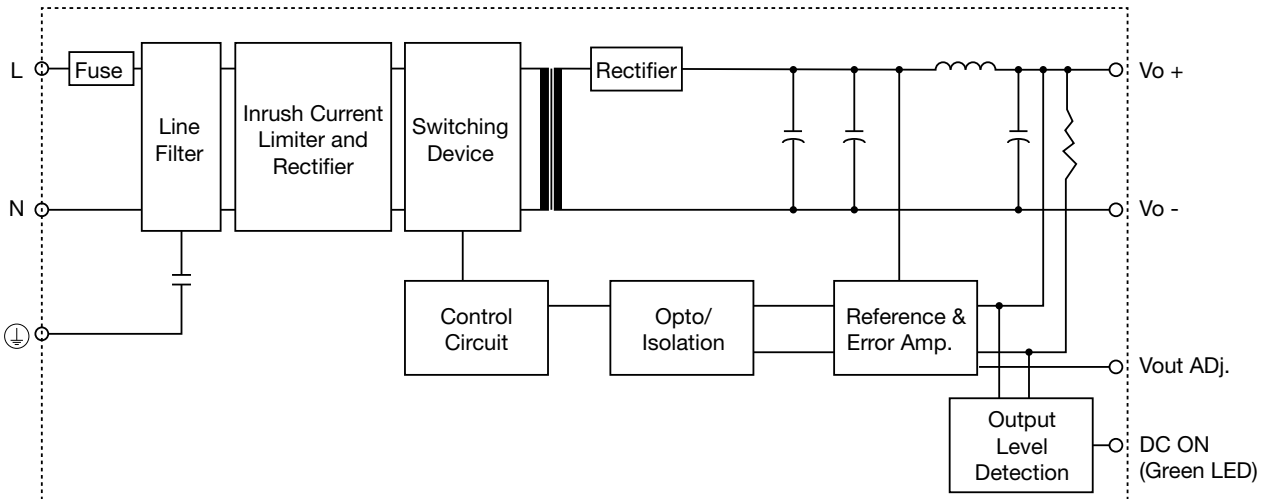 L
Fuse
Line
Filter
Inrush Current
Limiter and
Rectifier
Switching
Device
Rectifier
Vo +
N
Vo -
Control
Circuit
Opto/
Isolation
Reference &
Error Amp.
Vout ADj.
Output
Level
Detection
DC ON
(Green LED)